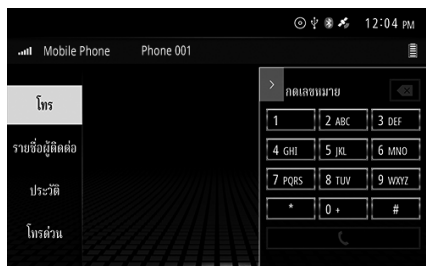 12:04 PM
Mobile Phone Phone 001
โทร
รายชื่อผู้ติดต่อ
ประวัติ
โทรด่วน
> กดเลขหมาย
1 2 ABC 3 DEF
4 GHI 5 JKL 6 MNO
7 PQRS 8 TUV 9 WXYZ
* 0 + #